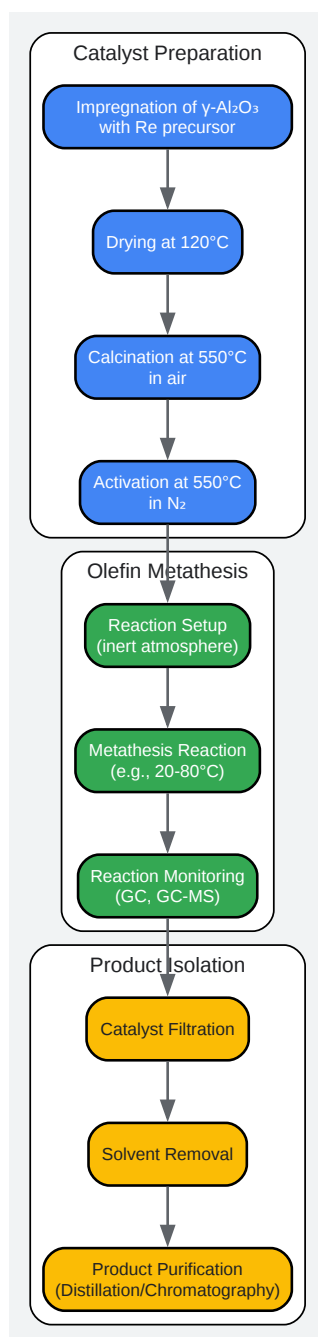 Catalyst Preparation
Impregnation of γ-Al₂O₃
with Re precursor
Drying at 120°C
Calcination at 550°C
in air
Activation at 550°C
in N₂
Olefin Metathesis
Reaction Setup
(inert atmosphere)
Metathesis Reaction
(e.g., 20-80°C)
Reaction Monitoring
(GC, GC-MS)
Product Isolation
Catalyst Filtration
Solvent Removal
Product Purification
(Distillation/Chromatography)